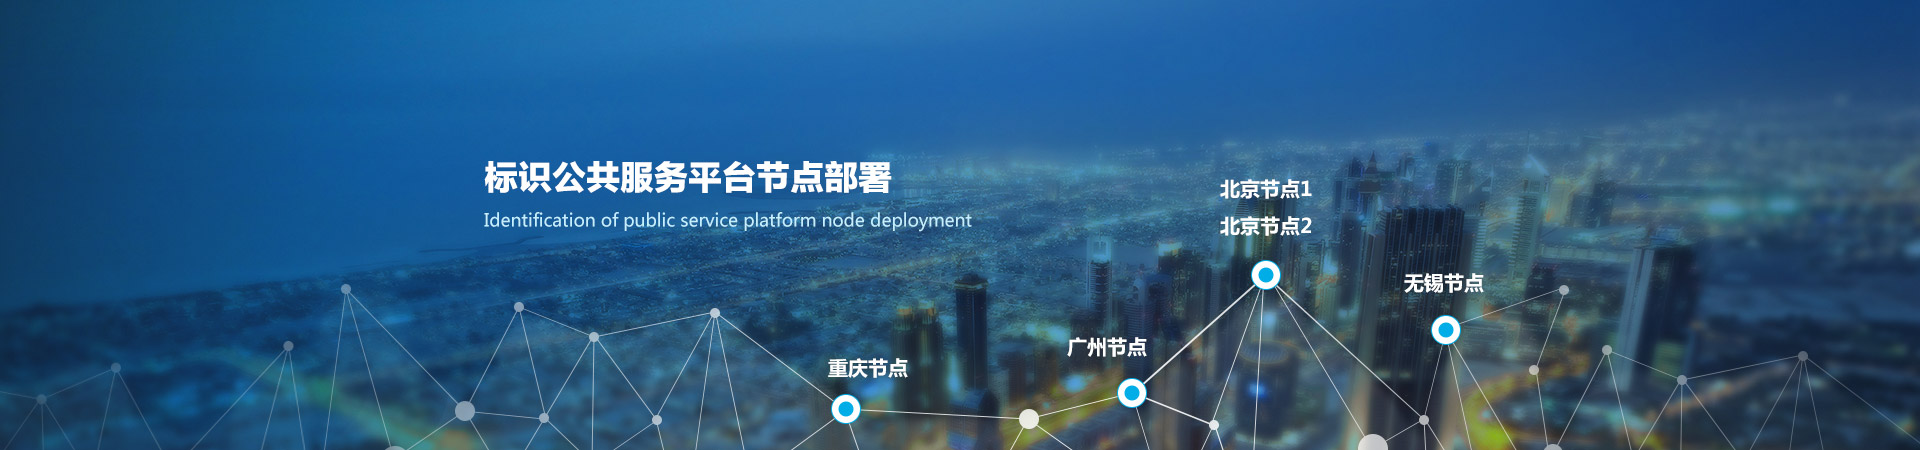 标识公共服务平台节点部署
Identification of public service platform node deployment
北京节点1
北京节点2
无锡节点
广州节点
重庆节点